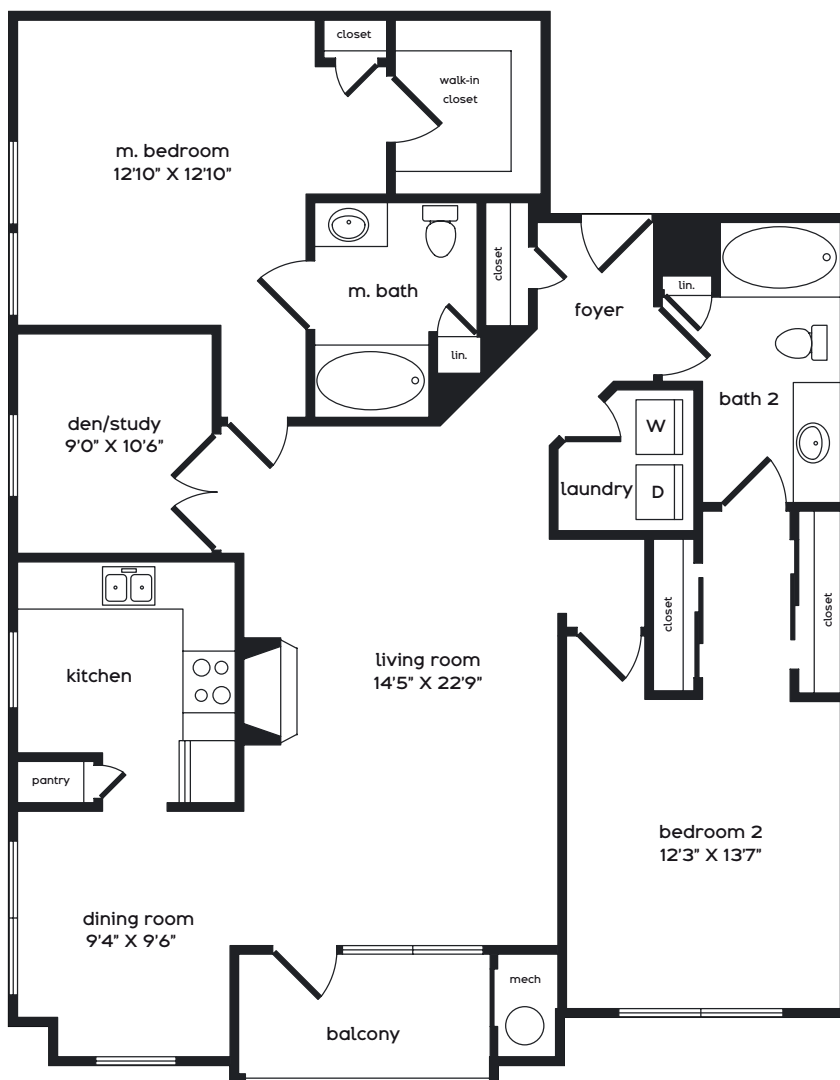 closet
walk-in
closet
m. bedroom
12'10" X 12'10"
closet
m. bath
lin.
foyer
lin.
bath 2
den/study
9'0" X 10'6"
W
laundry
D
closet
closet
kitchen
living room
14'5" X 22'9"
pantry
bedroom 2
12'3" X 13'7"
dining room
9'4" X 9'6"
mech
balcony